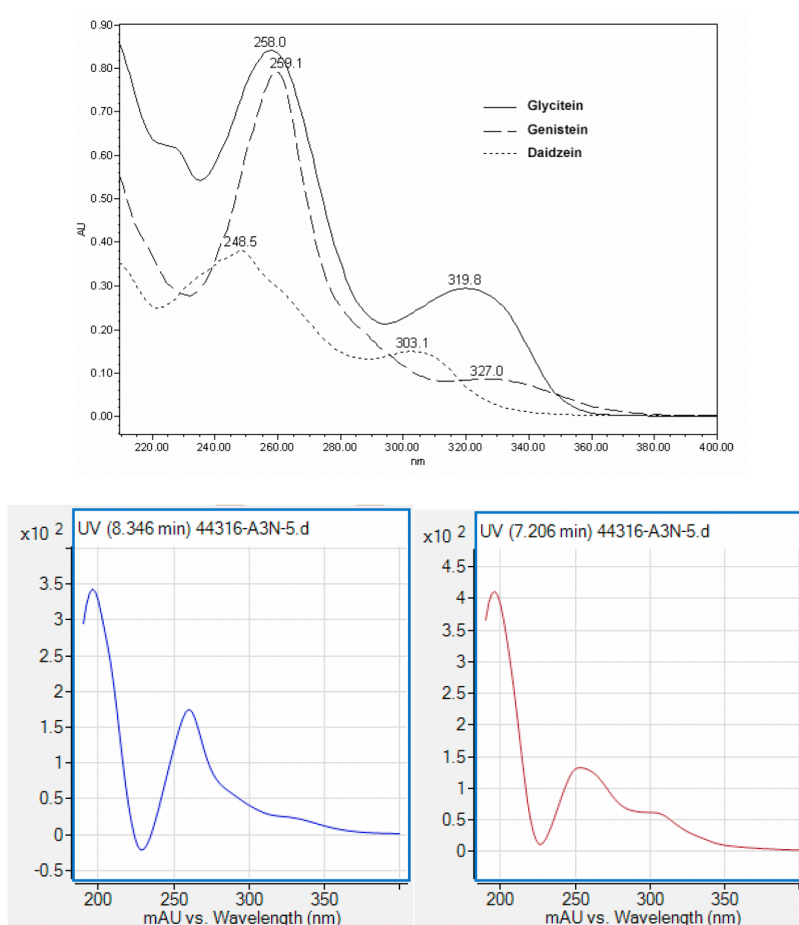 0.90
0.80
0.70
0.60
0.50
0.40
0.30
0.20
0.10
0.00
AU
258.0
259.1
248.5
319.8
303.1
327.0
Glycitein
Genistein
Daidzein
220.00 240.00 260.00 280.00 300.00 320.00 340.00 360.00 380.00 400.00
nm
x10 2
UV (8.346 min) 44316-A3N-5.d
3.5
3
2.5
2
1.5
1
0.5
0
-0.5
200 250 300 350
mAU vs. Wavelength (nm)
x10 2
UV (7.206 min) 44316-A3N-5.d
4
4.5
3.5
3
2.5
2
1.5
1
0.5
0
200 250 300 350
mAU vs. Wavelength (nm)